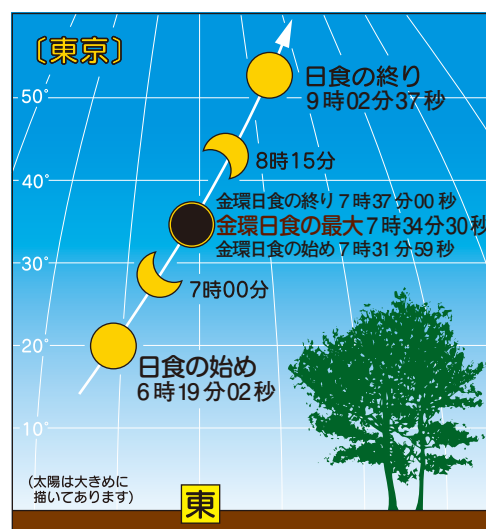 〔東京〕
日食の終り
9時02分37秒
50°
8時15分
40°
金環日食の終り7時37分00秒
金環日食の最大7時34分30秒
金環日食の始め7時31分59秒
30°
7時00分
20°
日食の始め
6時19分02秒
10°
(太陽は大きめに
描いてあります)
東